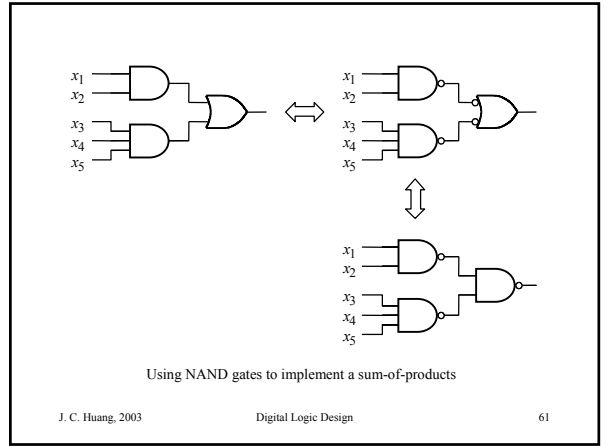 x1
x2
x3
x4
x5
x1
x2
x3
x4
x5
x1
x2
x3
x4
x5
Using NAND gates to implement a sum-of-products
J. C. Huang, 2003 Digital Logic Design 61